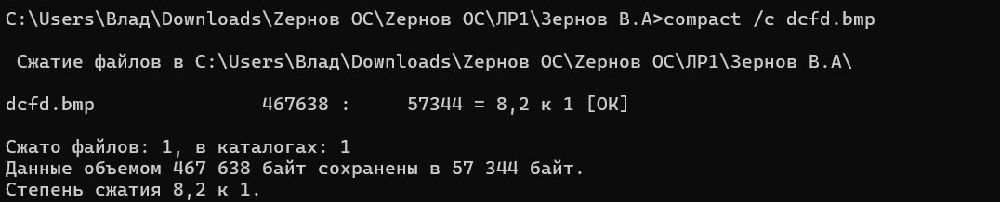 C:\Users\Влад\Downloads\Zернов ОС\Zернов ОС\ЛР1\Зернов В.А>compact /c dcfd.bmp
Сжатие файлов в C:\Users\Влад\Downloads\Zернов ОС\Zернов ОС\ЛР1\Зернов В.А\
dcfd.bmp 467638 : 57344 = 8,2 к 1 [ОК]
Сжато файлов: 1, в каталогах: 1
Данные объемом 467 638 байт сохранены в 57 344 байт.
Степень сжатия 8,2 к 1.